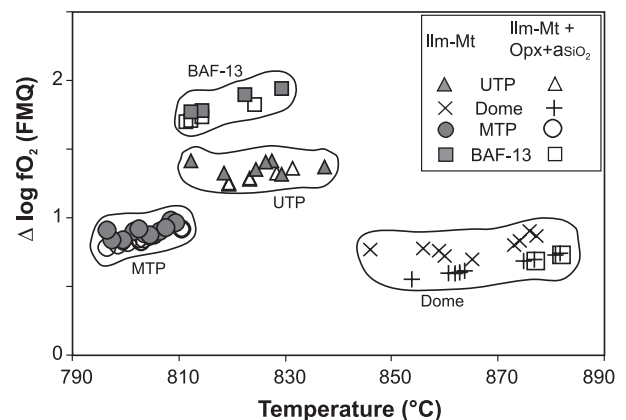 Ilm-Mt
Ilm-Mt +
Opx+aSiO2
UTP
Dome
MTP
BAF-13
BAF-13
UTP
MTP
Dome
2
1
0
Δ log fO2 (FMQ)
790 810 830 850 870 890
Temperature (°C)